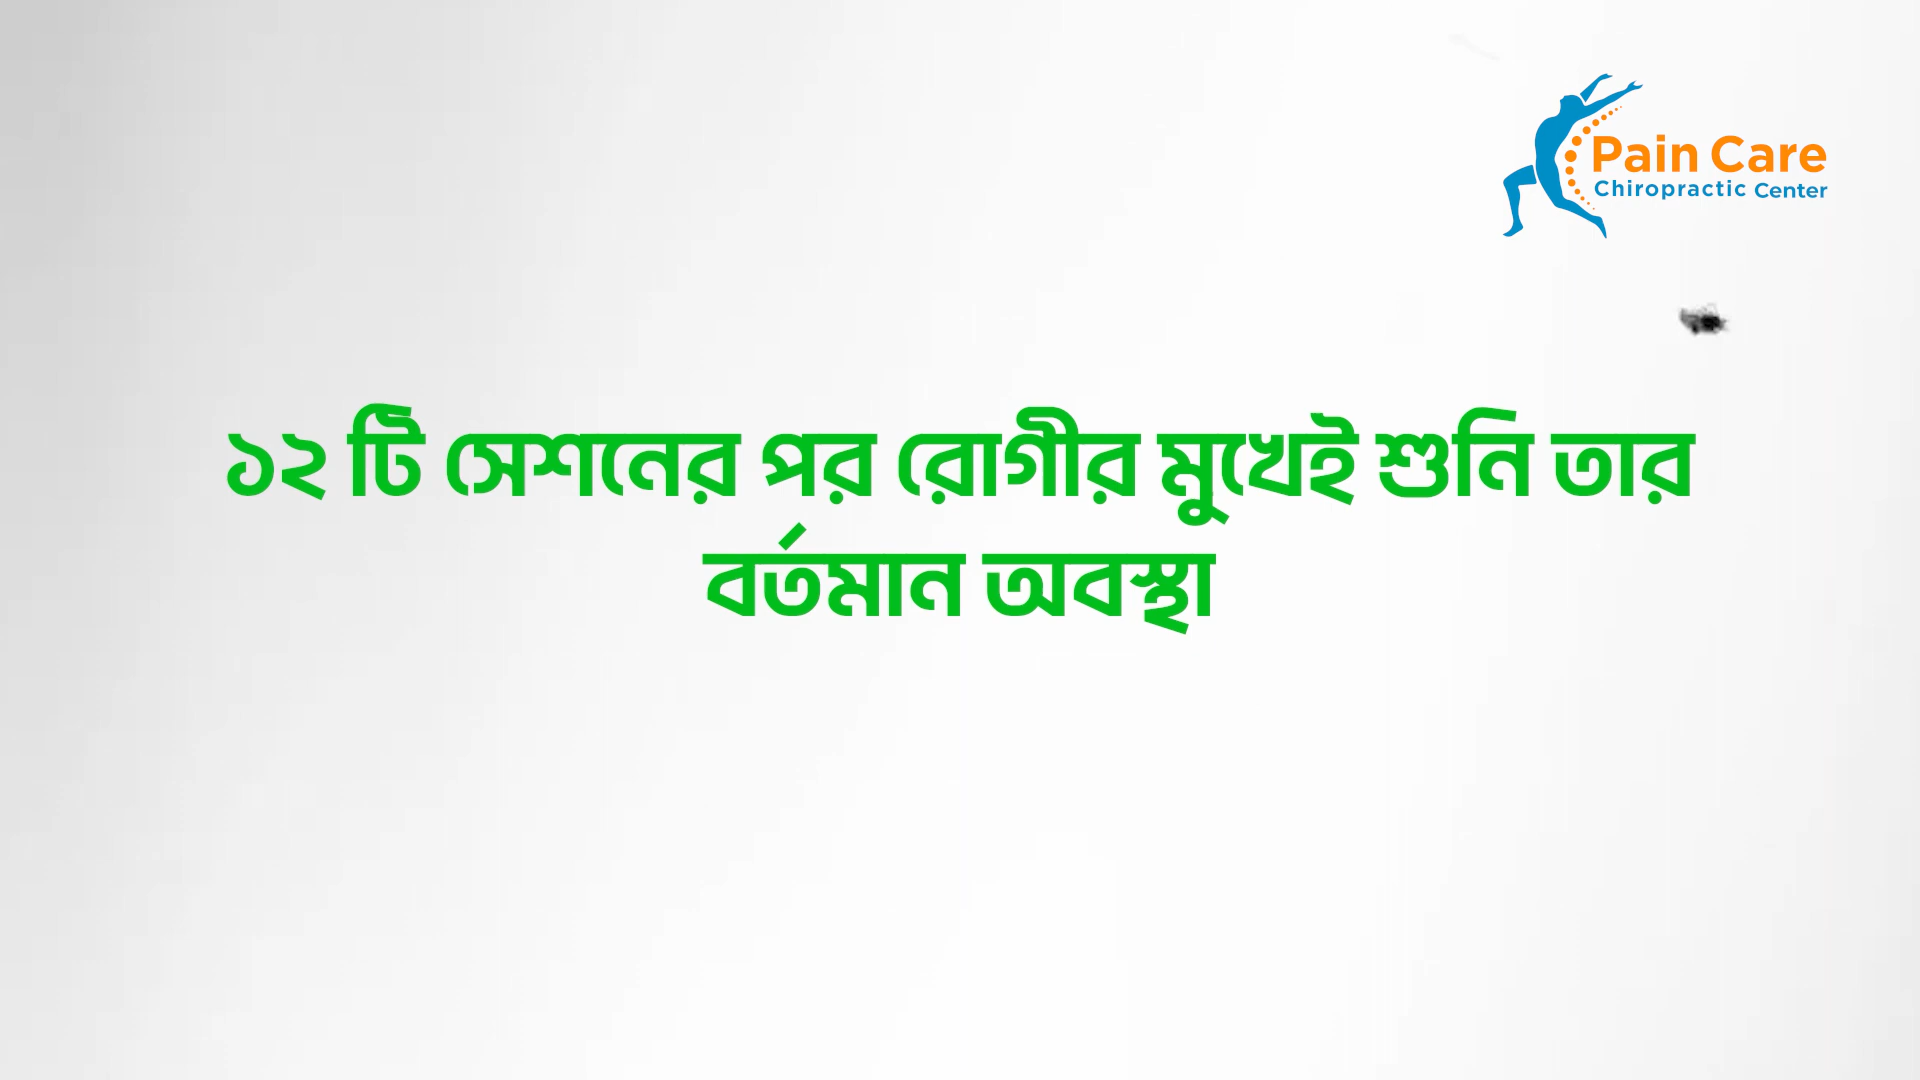 Pain Care
Chiropractic Center
১২ টি সেশনের পর রোগীর মুখেই শুনি তার
বর্তমান অবস্থা